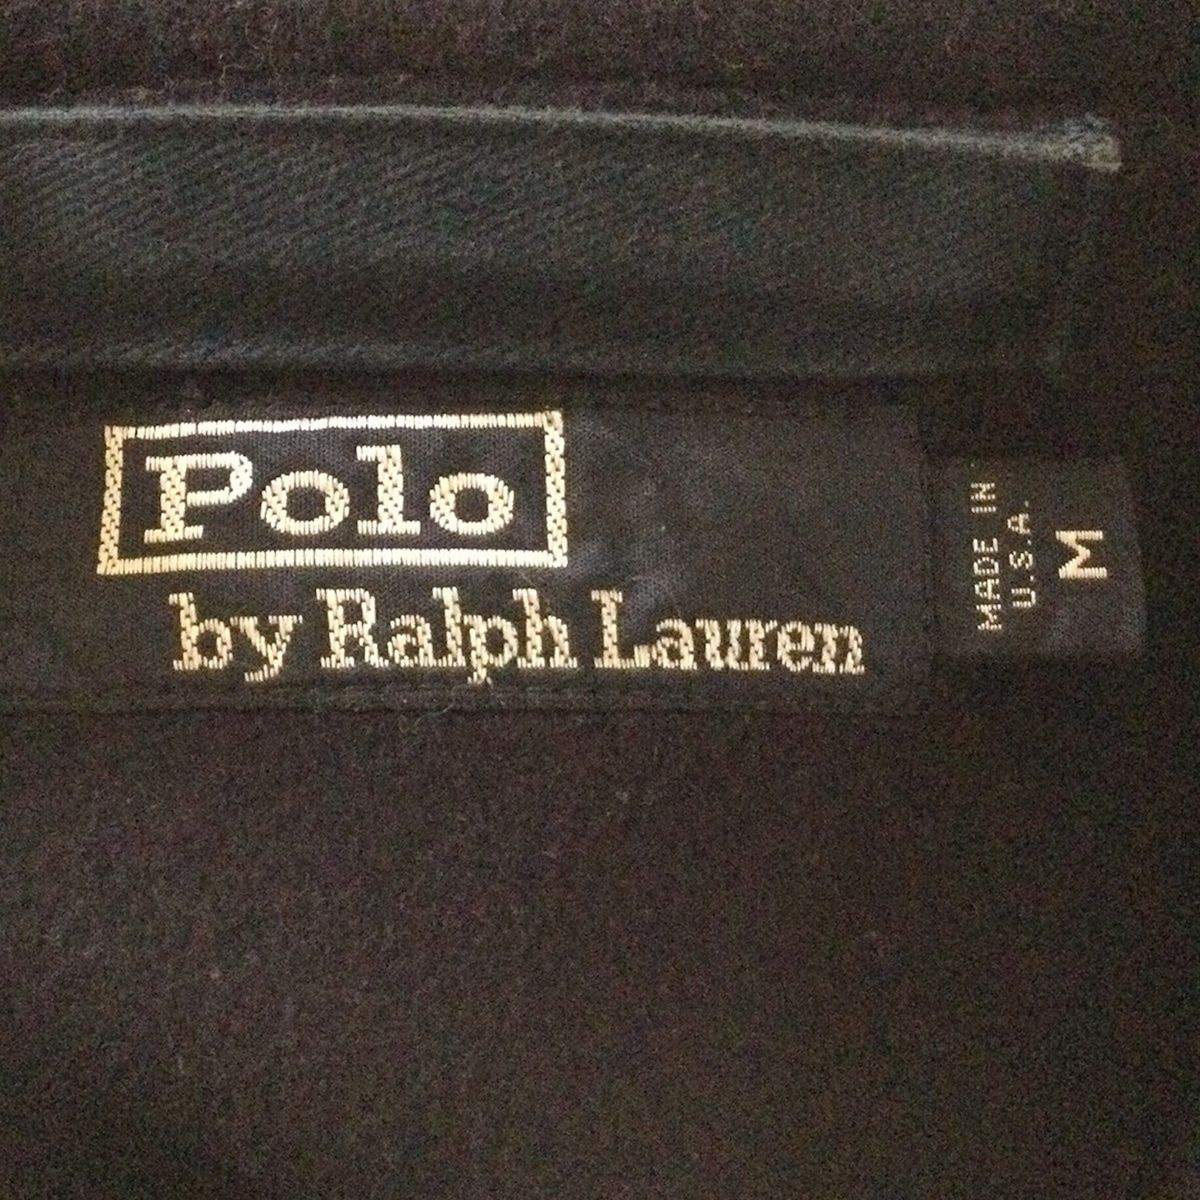 Polo
by Ralph Lauren
MADE IN
U.S.A.
M